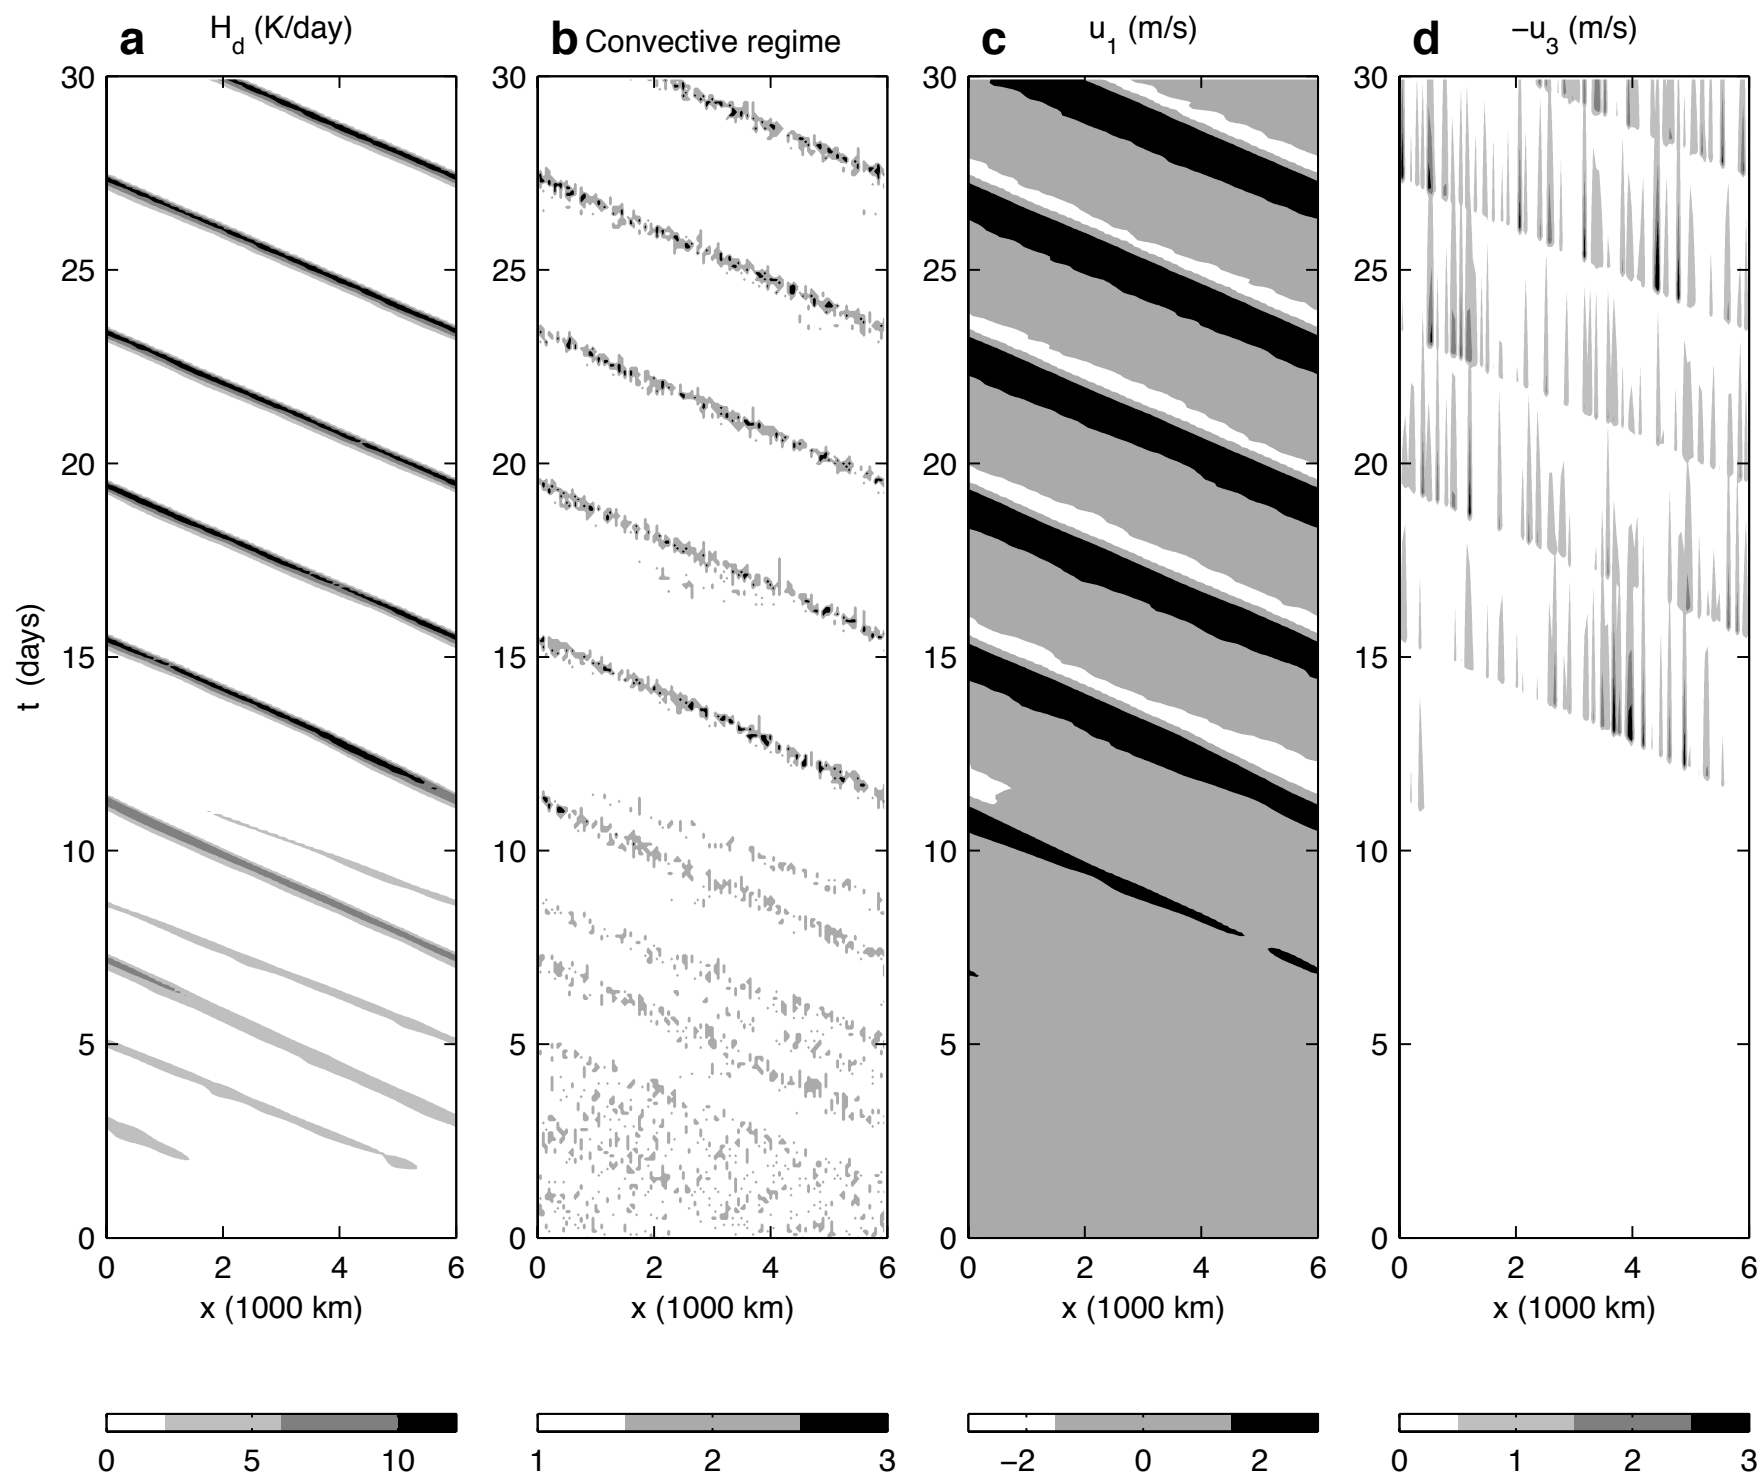 a H_d (K/day)
b Convective regime
c u_1 (m/s)
d −u_3 (m/s)
30 30 30 30
25 25 25 25
20 20 20 20
15 15 15 15
10 10 10 10
5 5 5 5
0 0 0 0
t (days)
0 2 4 6 0 2 4 6 0 2 4 6 0 2 4 6
x (1000 km) x (1000 km) x (1000 km) x (1000 km)
0 5 10 1 2 3 −2 0 2 0 1 2 3